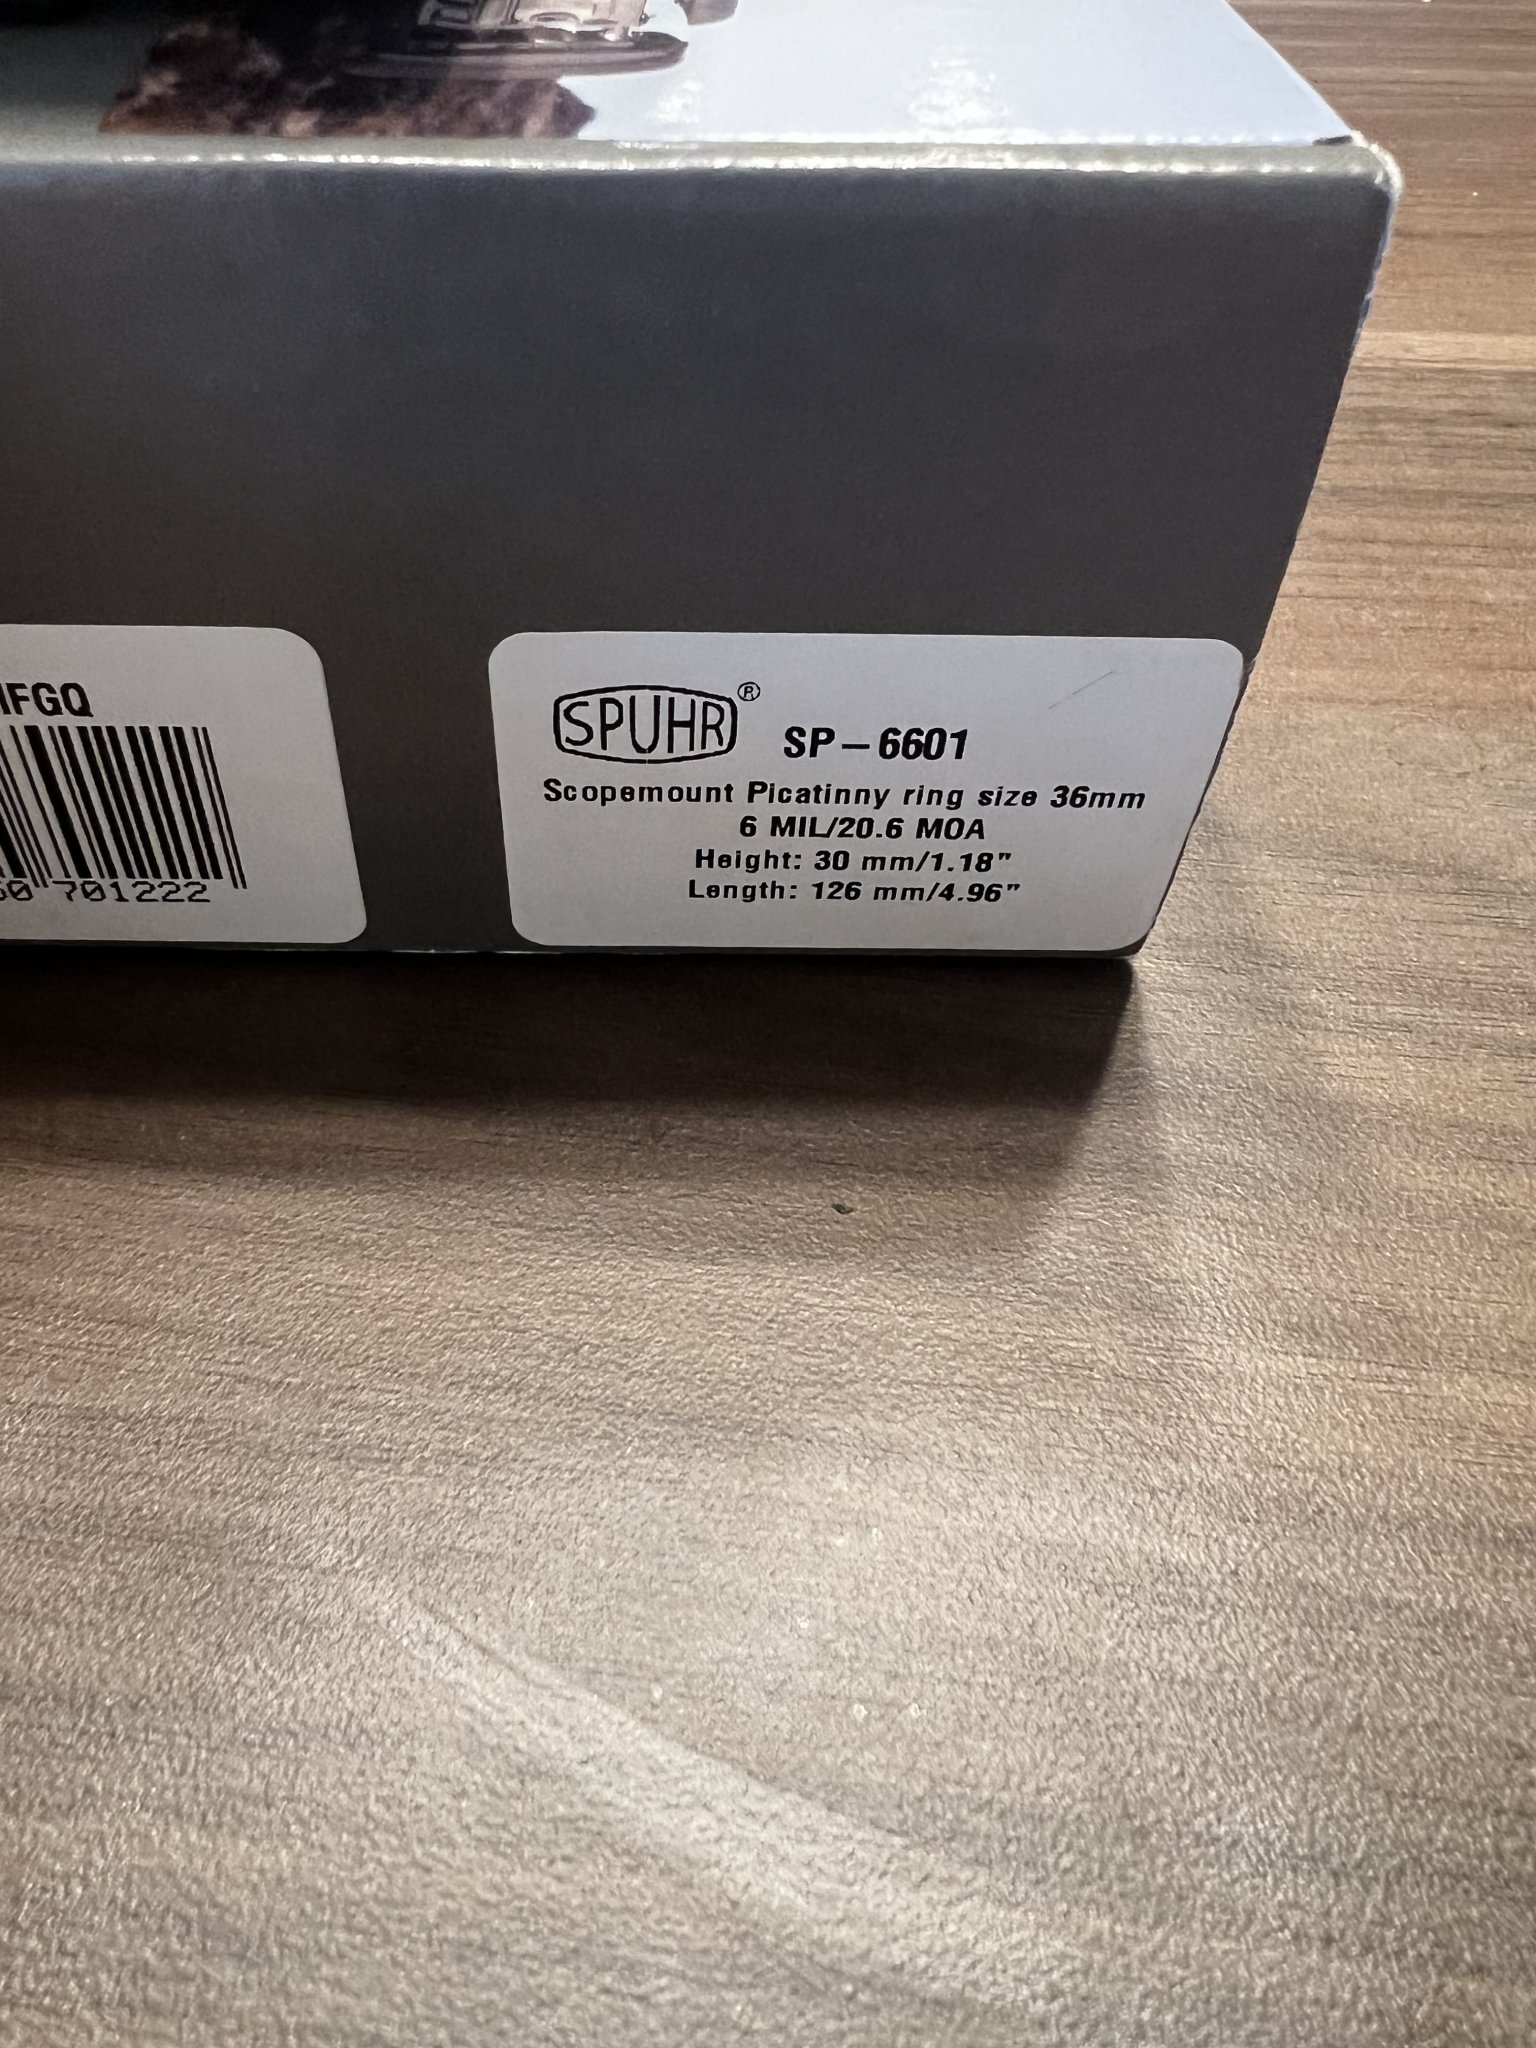 IFGQ
701222
SPUHR® SP-6601
Scopemount Picatinny ring size 36mm
6 MIL/20.6 MOA
Height: 30 mm/1.18"
Length: 126 mm/4.96"